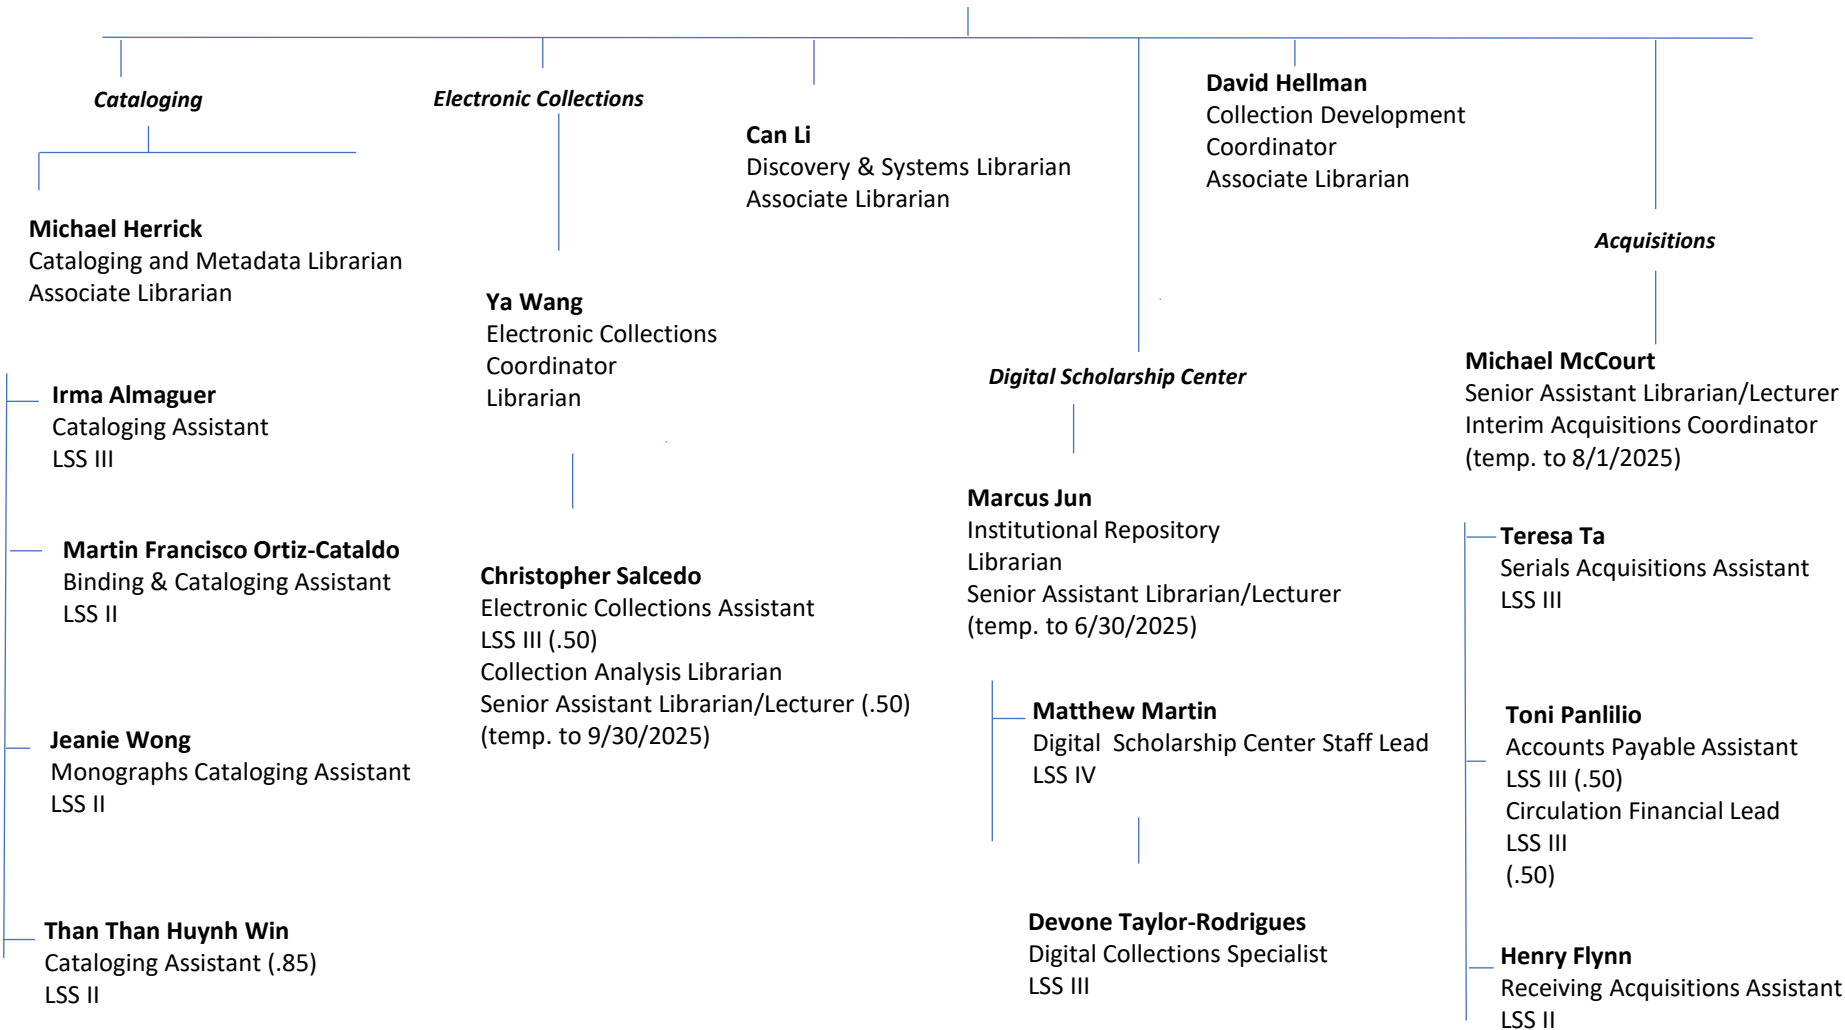 Cataloging
Michael Herrick
Cataloging and Metadata Librarian
Associate Librarian
Irma Almaguer
Cataloging Assistant
LSS III
Martin Francisco Ortiz-Cataldo
Binding & Cataloging Assistant
LSS II
Jeanie Wong
Monographs Cataloging Assistant
LSS II
Than Than Huynh Win
Cataloging Assistant (.85)
LSS II
Electronic Collections
Ya Wang
Electronic Collections
Coordinator
Librarian
Christopher Salcedo
Electronic Collections Assistant
LSS III (.50)
Collection Analysis Librarian
Senior Assistant Librarian/Lecturer (.50)
(temp. to 9/30/2025)
Can Li
Discovery & Systems Librarian
Associate Librarian
Digital Scholarship Center
Marcus Jun
Institutional Repository
Librarian
Senior Assistant Librarian/Lecturer
(temp. to 6/30/2025)
Matthew Martin
Digital  Scholarship Center Staff Lead
LSS IV
Devone Taylor-Rodrigues
Digital Collections Specialist
LSS III
David Hellman
Collection Development
Coordinator
Associate Librarian
Acquisitions
Michael McCourt
Senior Assistant Librarian/Lecturer
Interim Acquisitions Coordinator
(temp. to 8/1/2025)
Teresa Ta
Serials Acquisitions Assistant
LSS III
Toni Panlilio
Accounts Payable Assistant
LSS III (.50)
Circulation Financial Lead
LSS III
(.50)
Henry Flynn
Receiving Acquisitions Assistant
LSS II